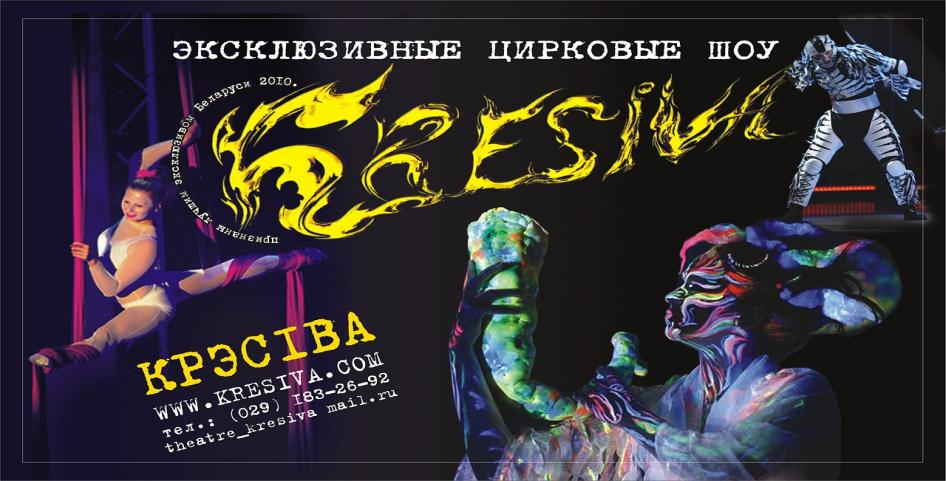 ЭКСКЛЮЗИВНЫЕ ЦИРКОВЫЕ ШОУ
KRESIVA
признаны лучшим эксклюзивом Беларуси 2010.
КРЭСIВА
WWW.KRESIVA.COM
тел.: (029) 183-26-92
theatre_kresiva mail.ru